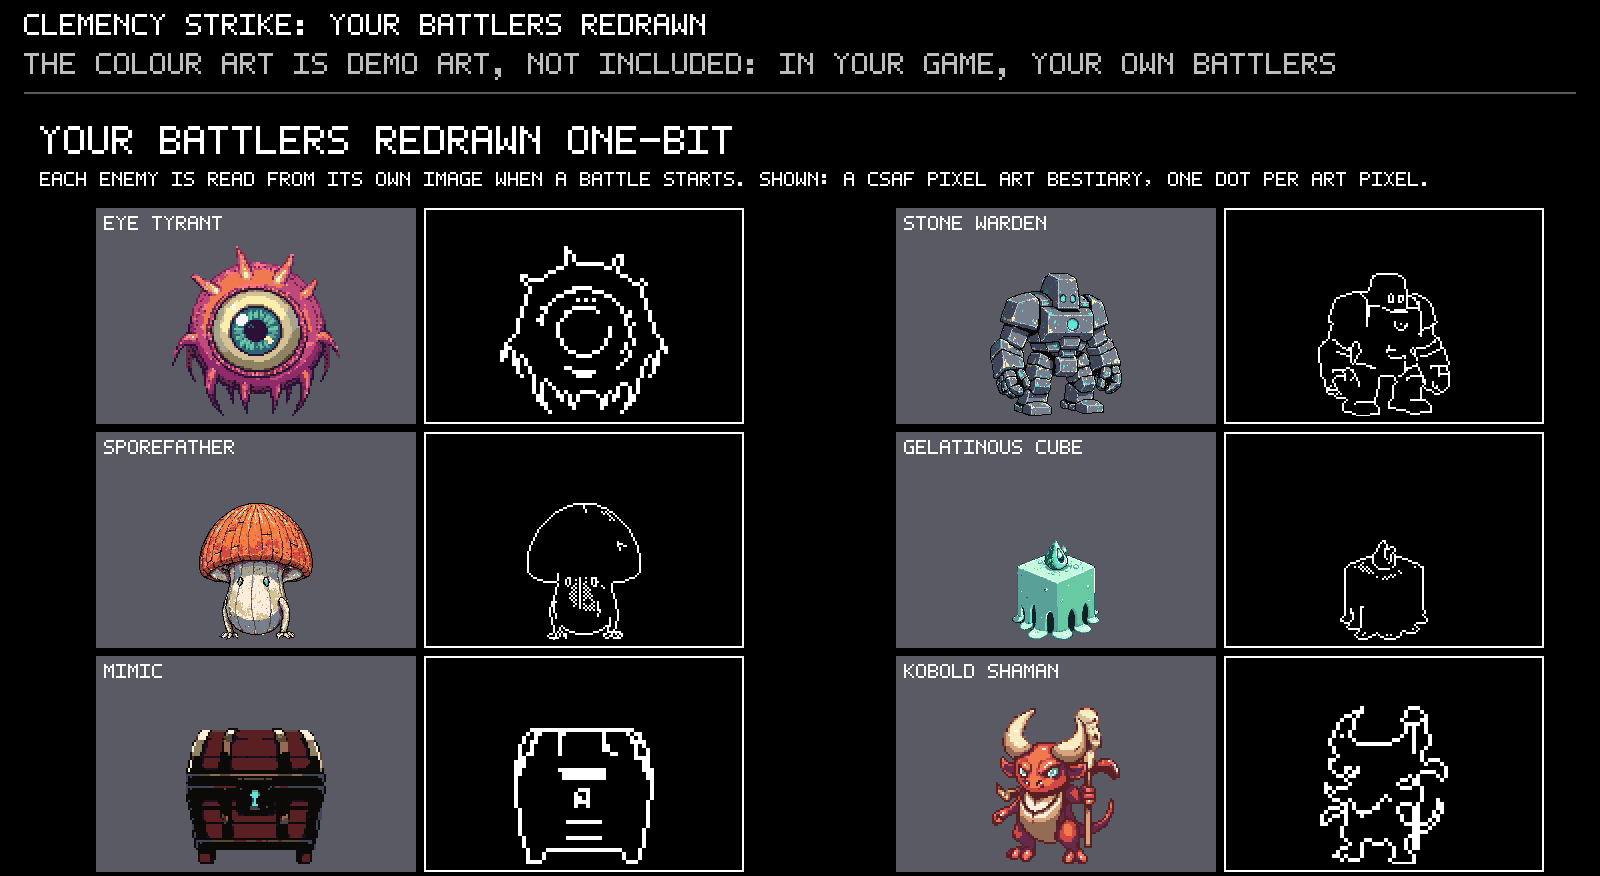 CLEMENCY STRIKE: YOUR BATTLERS REDRAWN
THE COLOUR ART IS DEMO ART, NOT INCLUDED: IN YOUR GAME, YOUR OWN BATTLERS
YOUR BATTLERS REDRAWN ONE-BIT
EACH ENEMY IS READ FROM ITS OWN IMAGE WHEN A BATTLE STARTS. SHOWN: A CSAF PIXEL ART BESTIARY, ONE DOT PER ART PIXEL.
EYE TYRANT
STONE WARDEN
SPOREFATHER
GELATINOUS CUBE
MIMIC
KOBOLD SHAMAN